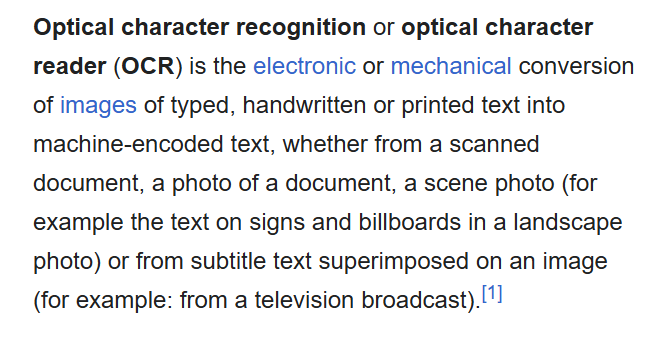 Optical character recognition or optical character
reader (OCR) is the electronic or mechanical conversion
of images of typed, handwritten or printed text into
machine-encoded text, whether from a scanned
document, a photo of a document, a scene photo (for
example the text on signs and billboards in a landscape
photo) or from subtitle text superimposed on an image
(for example: from a television broadcast).[1]